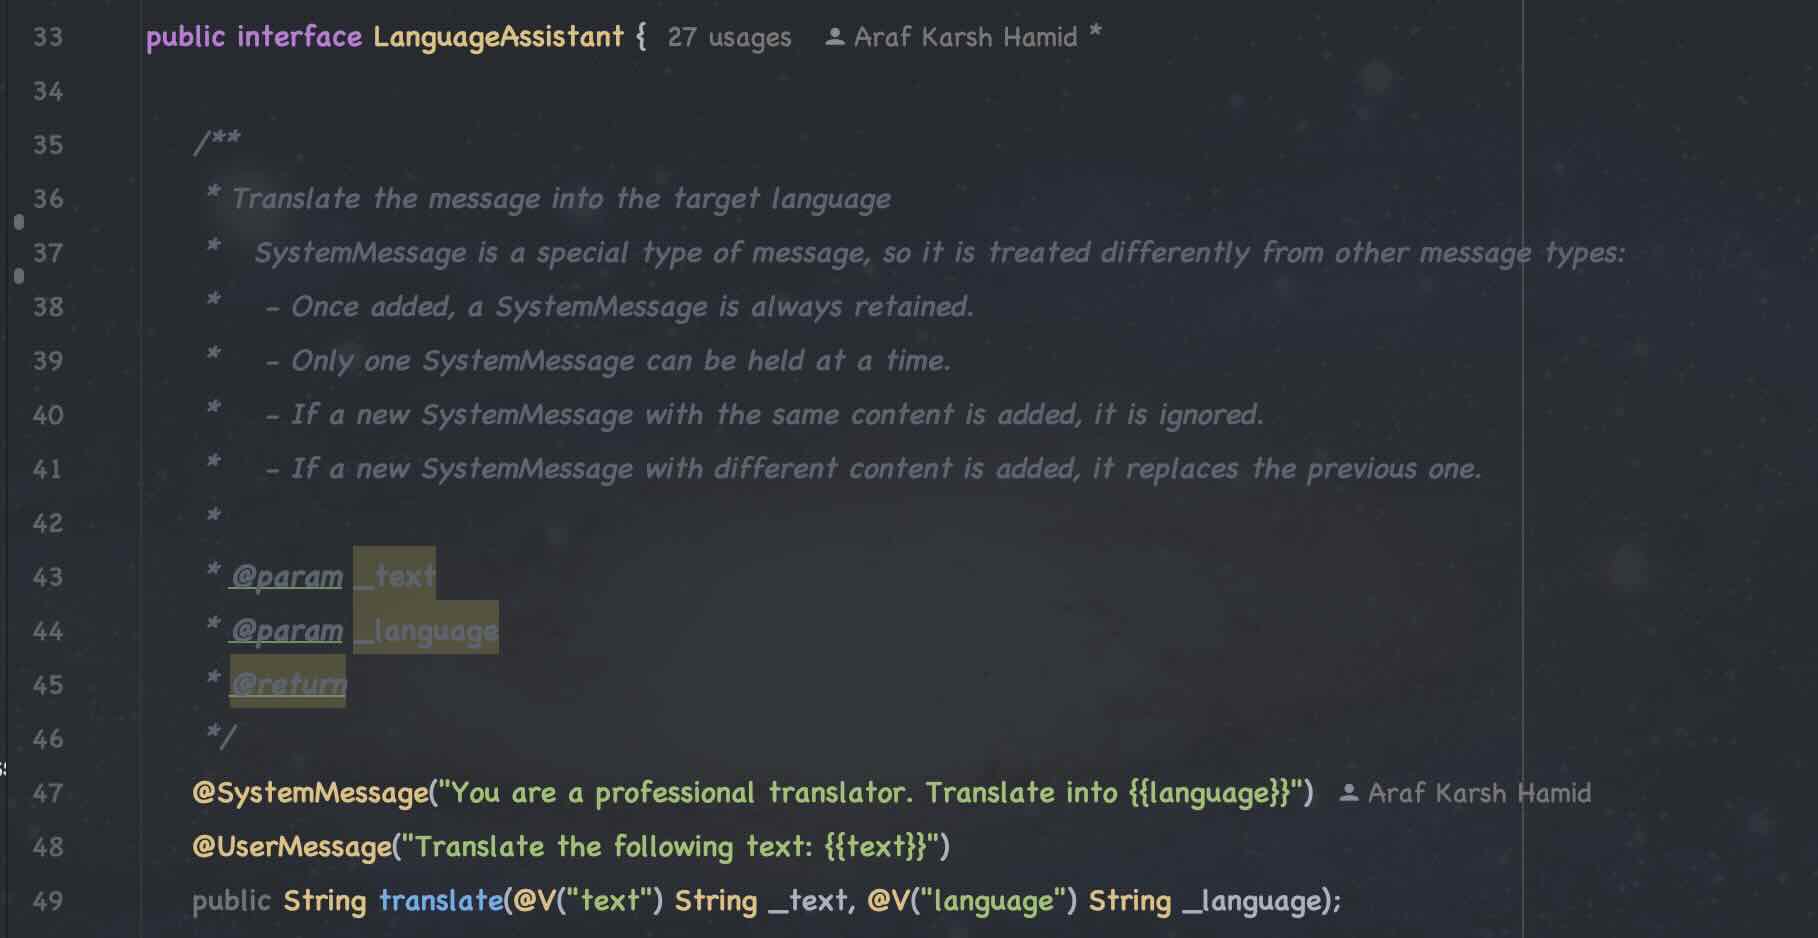 33 public interface LanguageAssistant { 27 usages Araf Karsh Hamid *
34
35 /**
36 * Translate the message into the target language
37 * SystemMessage is a special type of message, so it is treated differently from other message types:
38 * - Once added, a SystemMessage is always retained.
39 * - Only one SystemMessage can be held at a time.
40 * - If a new SystemMessage with the same content is added, it is ignored.
41 * - If a new SystemMessage with different content is added, it replaces the previous one.
42 *
43 * @param _text
44 * @param _language
45 * @return
46 */
47 @SystemMessage("You are a professional translator. Translate into {{language}}") Araf Karsh Hamid
48 @UserMessage("Translate the following text: {{text}}")
49 public String translate(@V("text") String _text, @V("language") String _language);